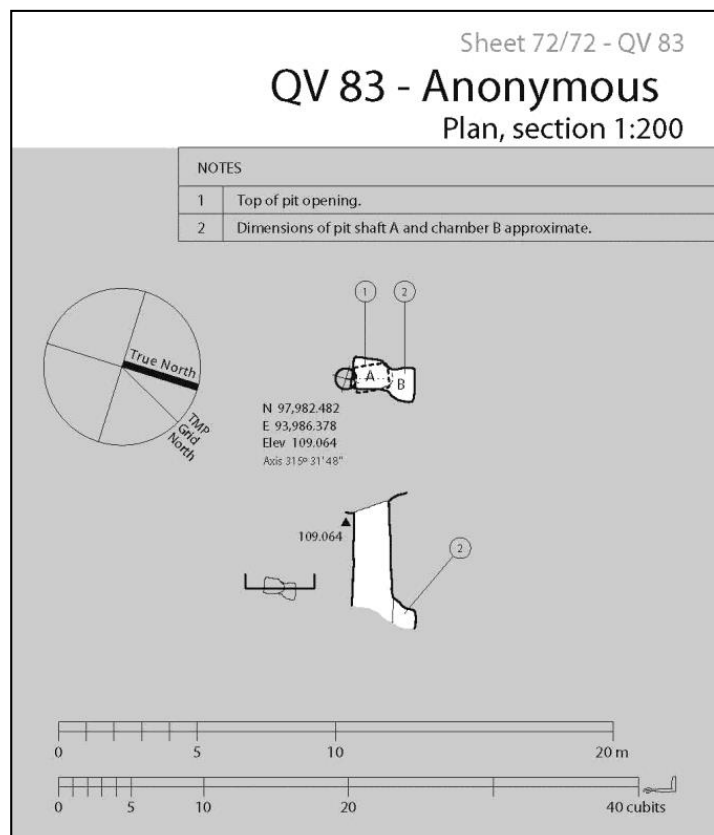 Sheet 72/72 - QV 83
QV 83 - Anonymous
Plan, section 1:200
NOTES
1 Top of pit opening.
2 Dimensions of pit shaft A and chamber B approximate.
1 2
True North
TMP
Grid
North
A
B
N 97,982.482
E 93,986.378
Elev 109.064
Axis 315º 31'48"
109.064
2
0 5 10 20 m
0 5 10 20 40 cubits